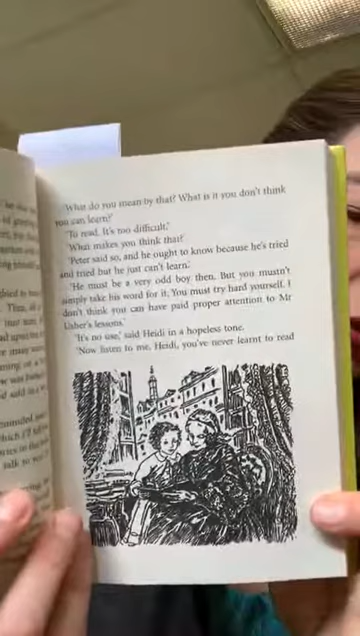 'What do you mean by that? What is it you don't think
you can learn?'
'To read. It's too difficult.'
'What makes you think that?'
'Peter said so, and he ought to know because he's tried
and tried but he just can't learn.'
'He must be a very odd boy then. But you mustn't
simply take his word for it. You must try hard yourself. I
don't think you can have paid proper attention to Mr
Usher's lessons.'
'It's no use,' said Heidi in a hopeless tone.
'Now listen to me, Heidi, you've never learnt to read